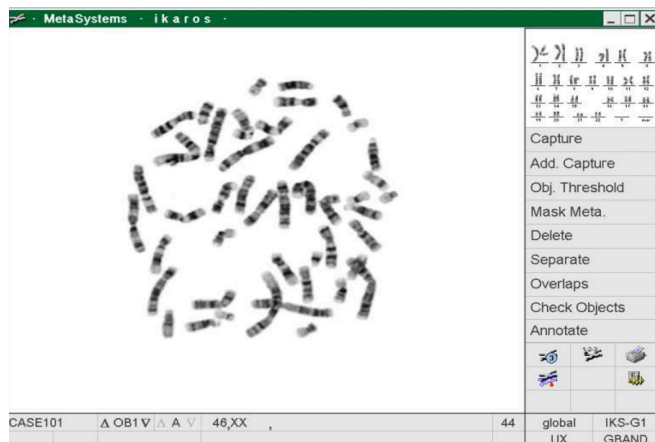 · MetaSystems · ikaros ·
Capture
Add. Capture
Obj. Threshold
Mask Meta.
Delete
Separate
Overlaps
Check Objects
Annotate
CASE101 Δ OB1 ∇ Δ A ∇ 46,XX , 44 global IKS-G1
UX GBAND